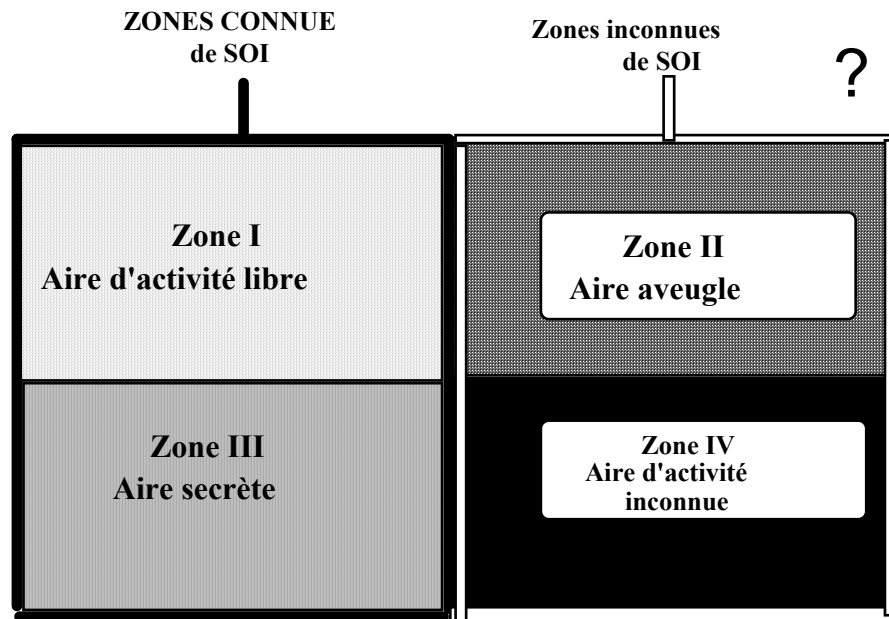 ZONES CONNUE
de SOI
Zones inconnues
de SOI
?
Zone I
Aire d'activité libre
Zone II
Aire aveugle
Zone III
Aire secrète
Zone IV
Aire d'activité
inconnue